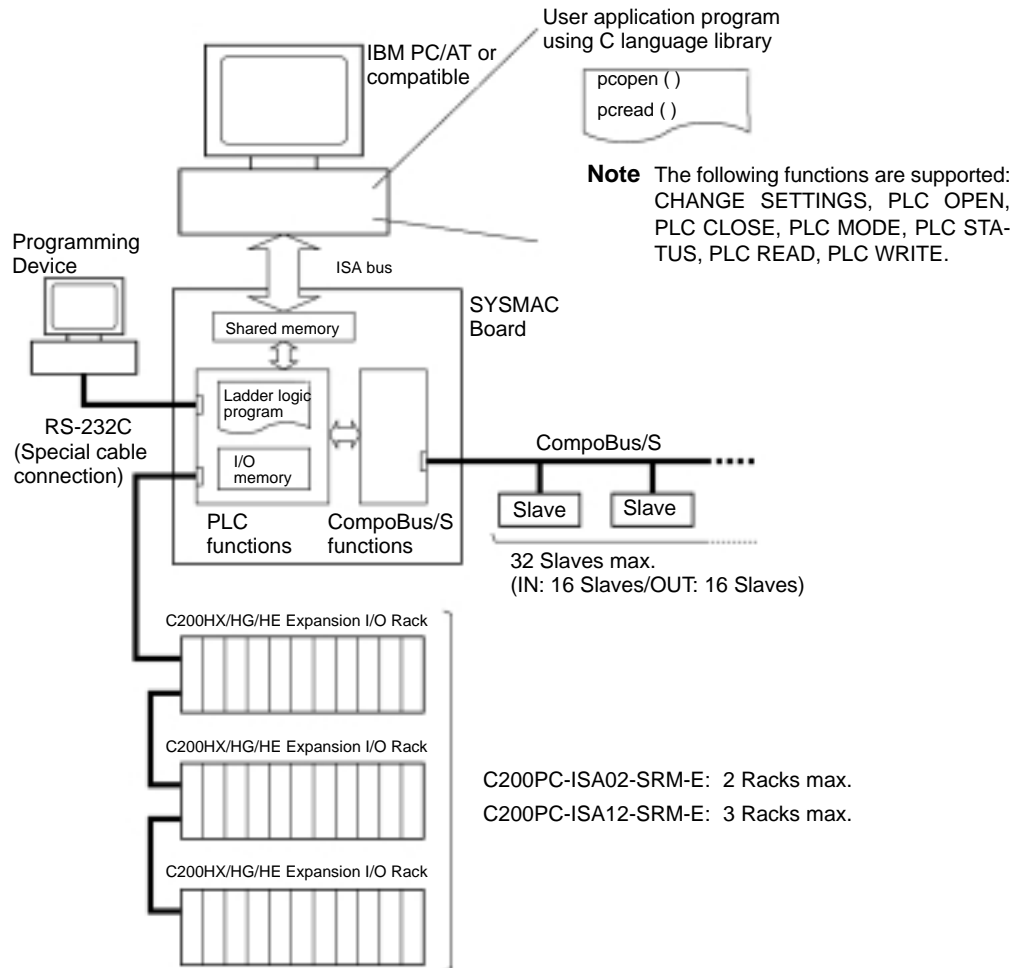 User application program
using C language library
IBM PC/AT or
compatible
pcopen ( )
pcread ( )
Note The following functions are supported:
CHANGE SETTINGS, PLC OPEN,
PLC CLOSE, PLC MODE, PLC STA-
TUS, PLC READ, PLC WRITE.
Programming
Device
ISA bus
SYSMAC
Board
Shared memory
Ladder logic
program
I/O
memory
RS-232C
(Special cable
connection)
PLC
functions
CompoBus/S
functions
CompoBus/S
Slave
Slave
32 Slaves max.
(IN: 16 Slaves/OUT: 16 Slaves)
C200HX/HG/HE Expansion I/O Rack
C200HX/HG/HE Expansion I/O Rack
C200PC-ISA02-SRM-E: 2 Racks max.
C200PC-ISA12-SRM-E: 3 Racks max.
C200HX/HG/HE Expansion I/O Rack